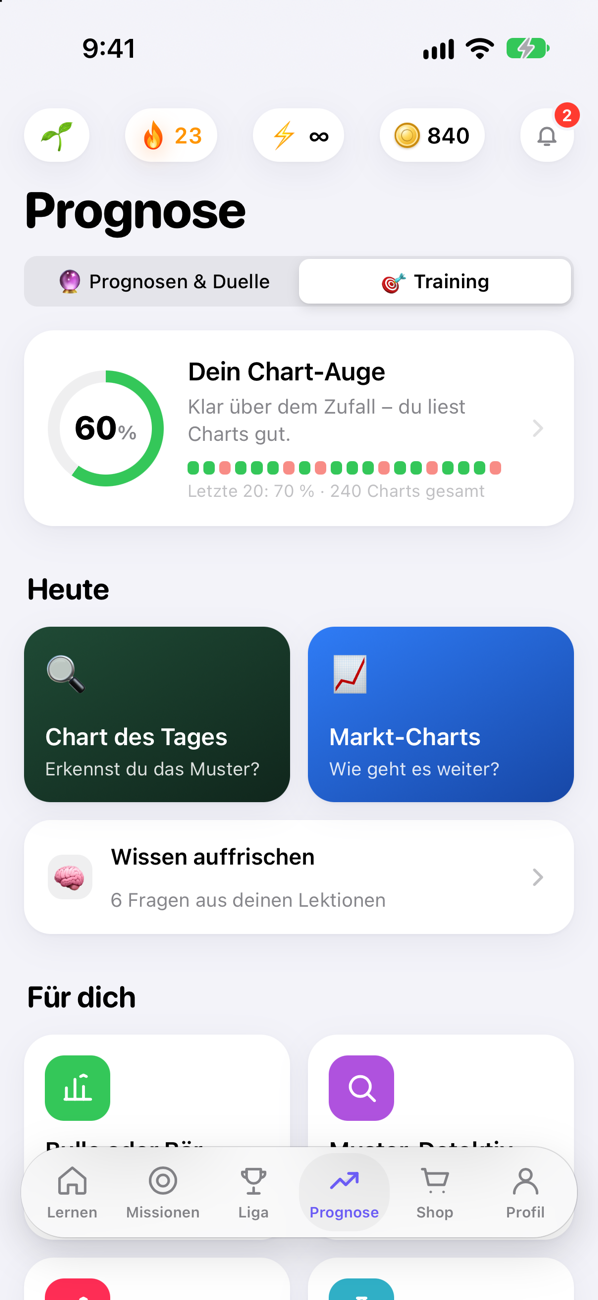 9:41
23
∞
840
2
Prognose
Prognosen & Duelle
Training
Dein Chart-Auge
60%
Klar über dem Zufall – du liest
Charts gut.
Letzte 20: 70 % · 240 Charts gesamt
Heute
Chart des Tages
Erkennst du das Muster?
Markt-Charts
Wie geht es weiter?
Wissen auffrischen
6 Fragen aus deinen Lektionen
Für dich
Lernen
Missionen
Liga
Prognose
Shop
Profil